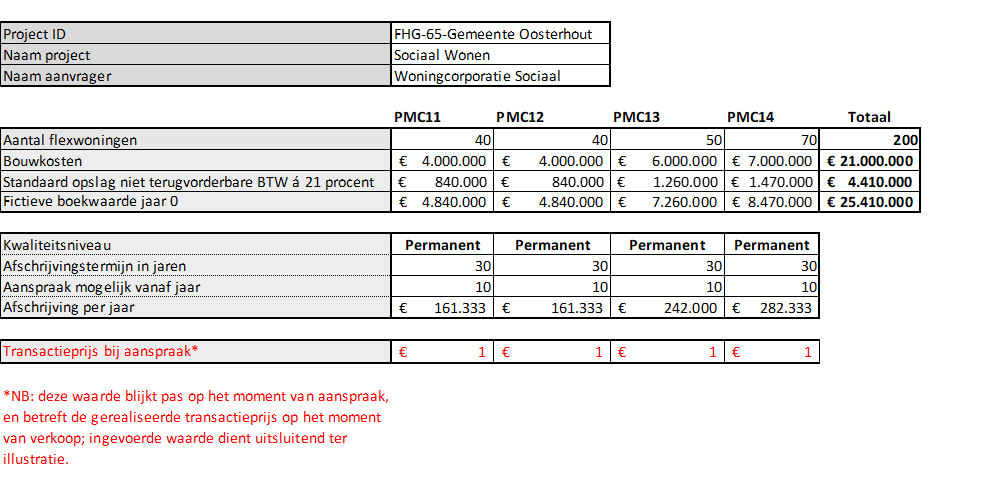 Project ID FHG-65-Gemeente Oosterhout
Naam project Sociaal Wonen
Naam aanvrager Woningcorporatie Sociaal
PMC11 PMC12 PMC13 PMC14 Totaal
Aantal flexwoningen 40 40 50 70 200
Bouwkosten € 4.000.000 € 4.000.000 € 6.000.000 € 7.000.000 € 21.000.000
Standaard opslag niet terugvorderbare BTW á 21 procent € 840.000 € 840.000 € 1.260.000 € 1.470.000 € 4.410.000
Fictieve boekwaarde jaar 0 € 4.840.000 € 4.840.000 € 7.260.000 € 8.470.000 € 25.410.000
Kwaliteitsniveau Permanent Permanent Permanent Permanent
Afschrijvingstermijn in jaren 30 30 30 30
Aanspraak mogelijk vanaf jaar 10 10 10 10
Afschrijving per jaar € 161.333 € 161.333 € 242.000 € 282.333
Transactieprijs bij aanspraak* € 1 € 1 € 1 € 1
*NB: deze waarde blijkt pas op het moment van aanspraak,
en betreft de gerealiseerde transactieprijs op het moment
van verkoop; ingevoerde waarde dient uitsluitend ter
illustratie.